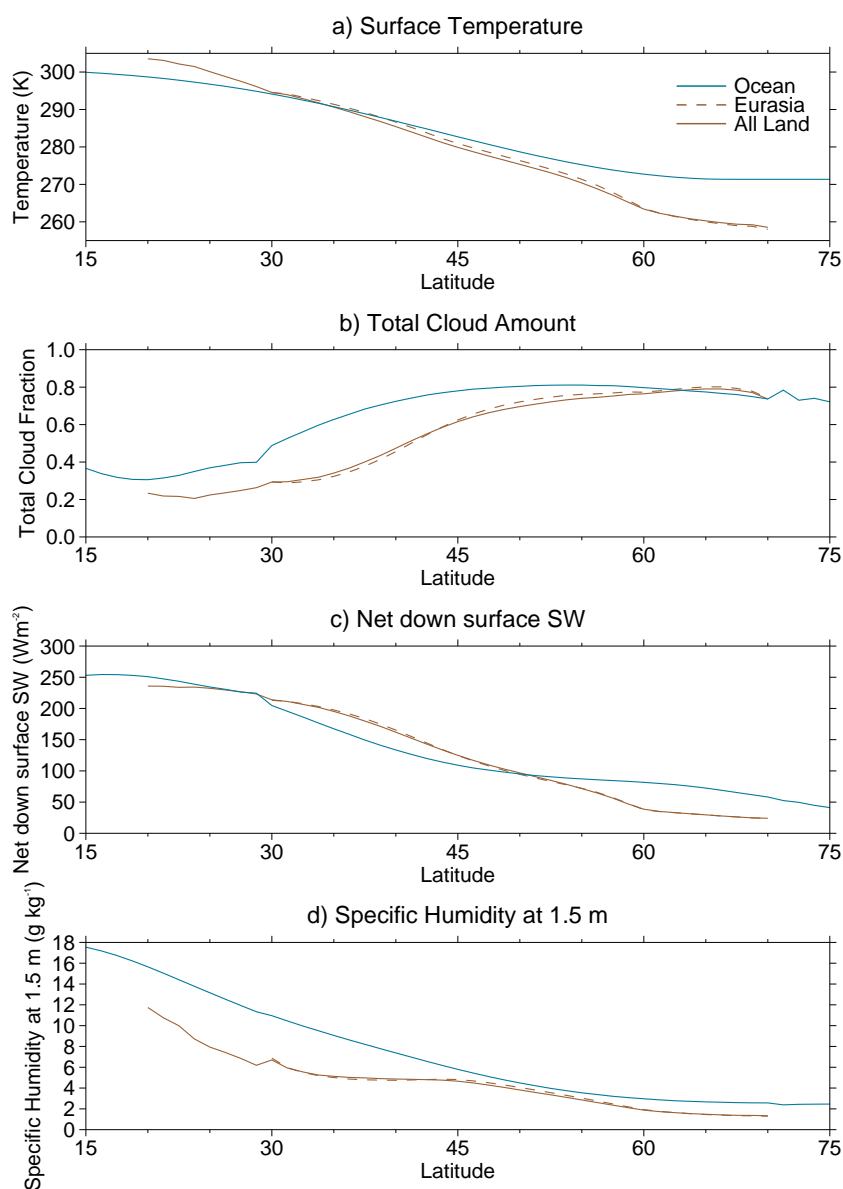 a) Surface Temperature
Temperature (K)
300
290
280
270
260
Ocean
Eurasia
All Land
15 30 45 60 75
Latitude
b) Total Cloud Amount
Total Cloud Fraction
1.0
0.8
0.6
0.4
0.2
0.0
15 30 45 60 75
Latitude
c) Net down surface SW
Net down surface SW (Wm⁻²)
300
250
200
150
100
50
0
15 30 45 60 75
Latitude
d) Specific Humidity at 1.5 m
Specific Humidity at 1.5 m (g kg⁻¹)
18
16
14
12
10
8
6
4
2
0
15 30 45 60 75
Latitude